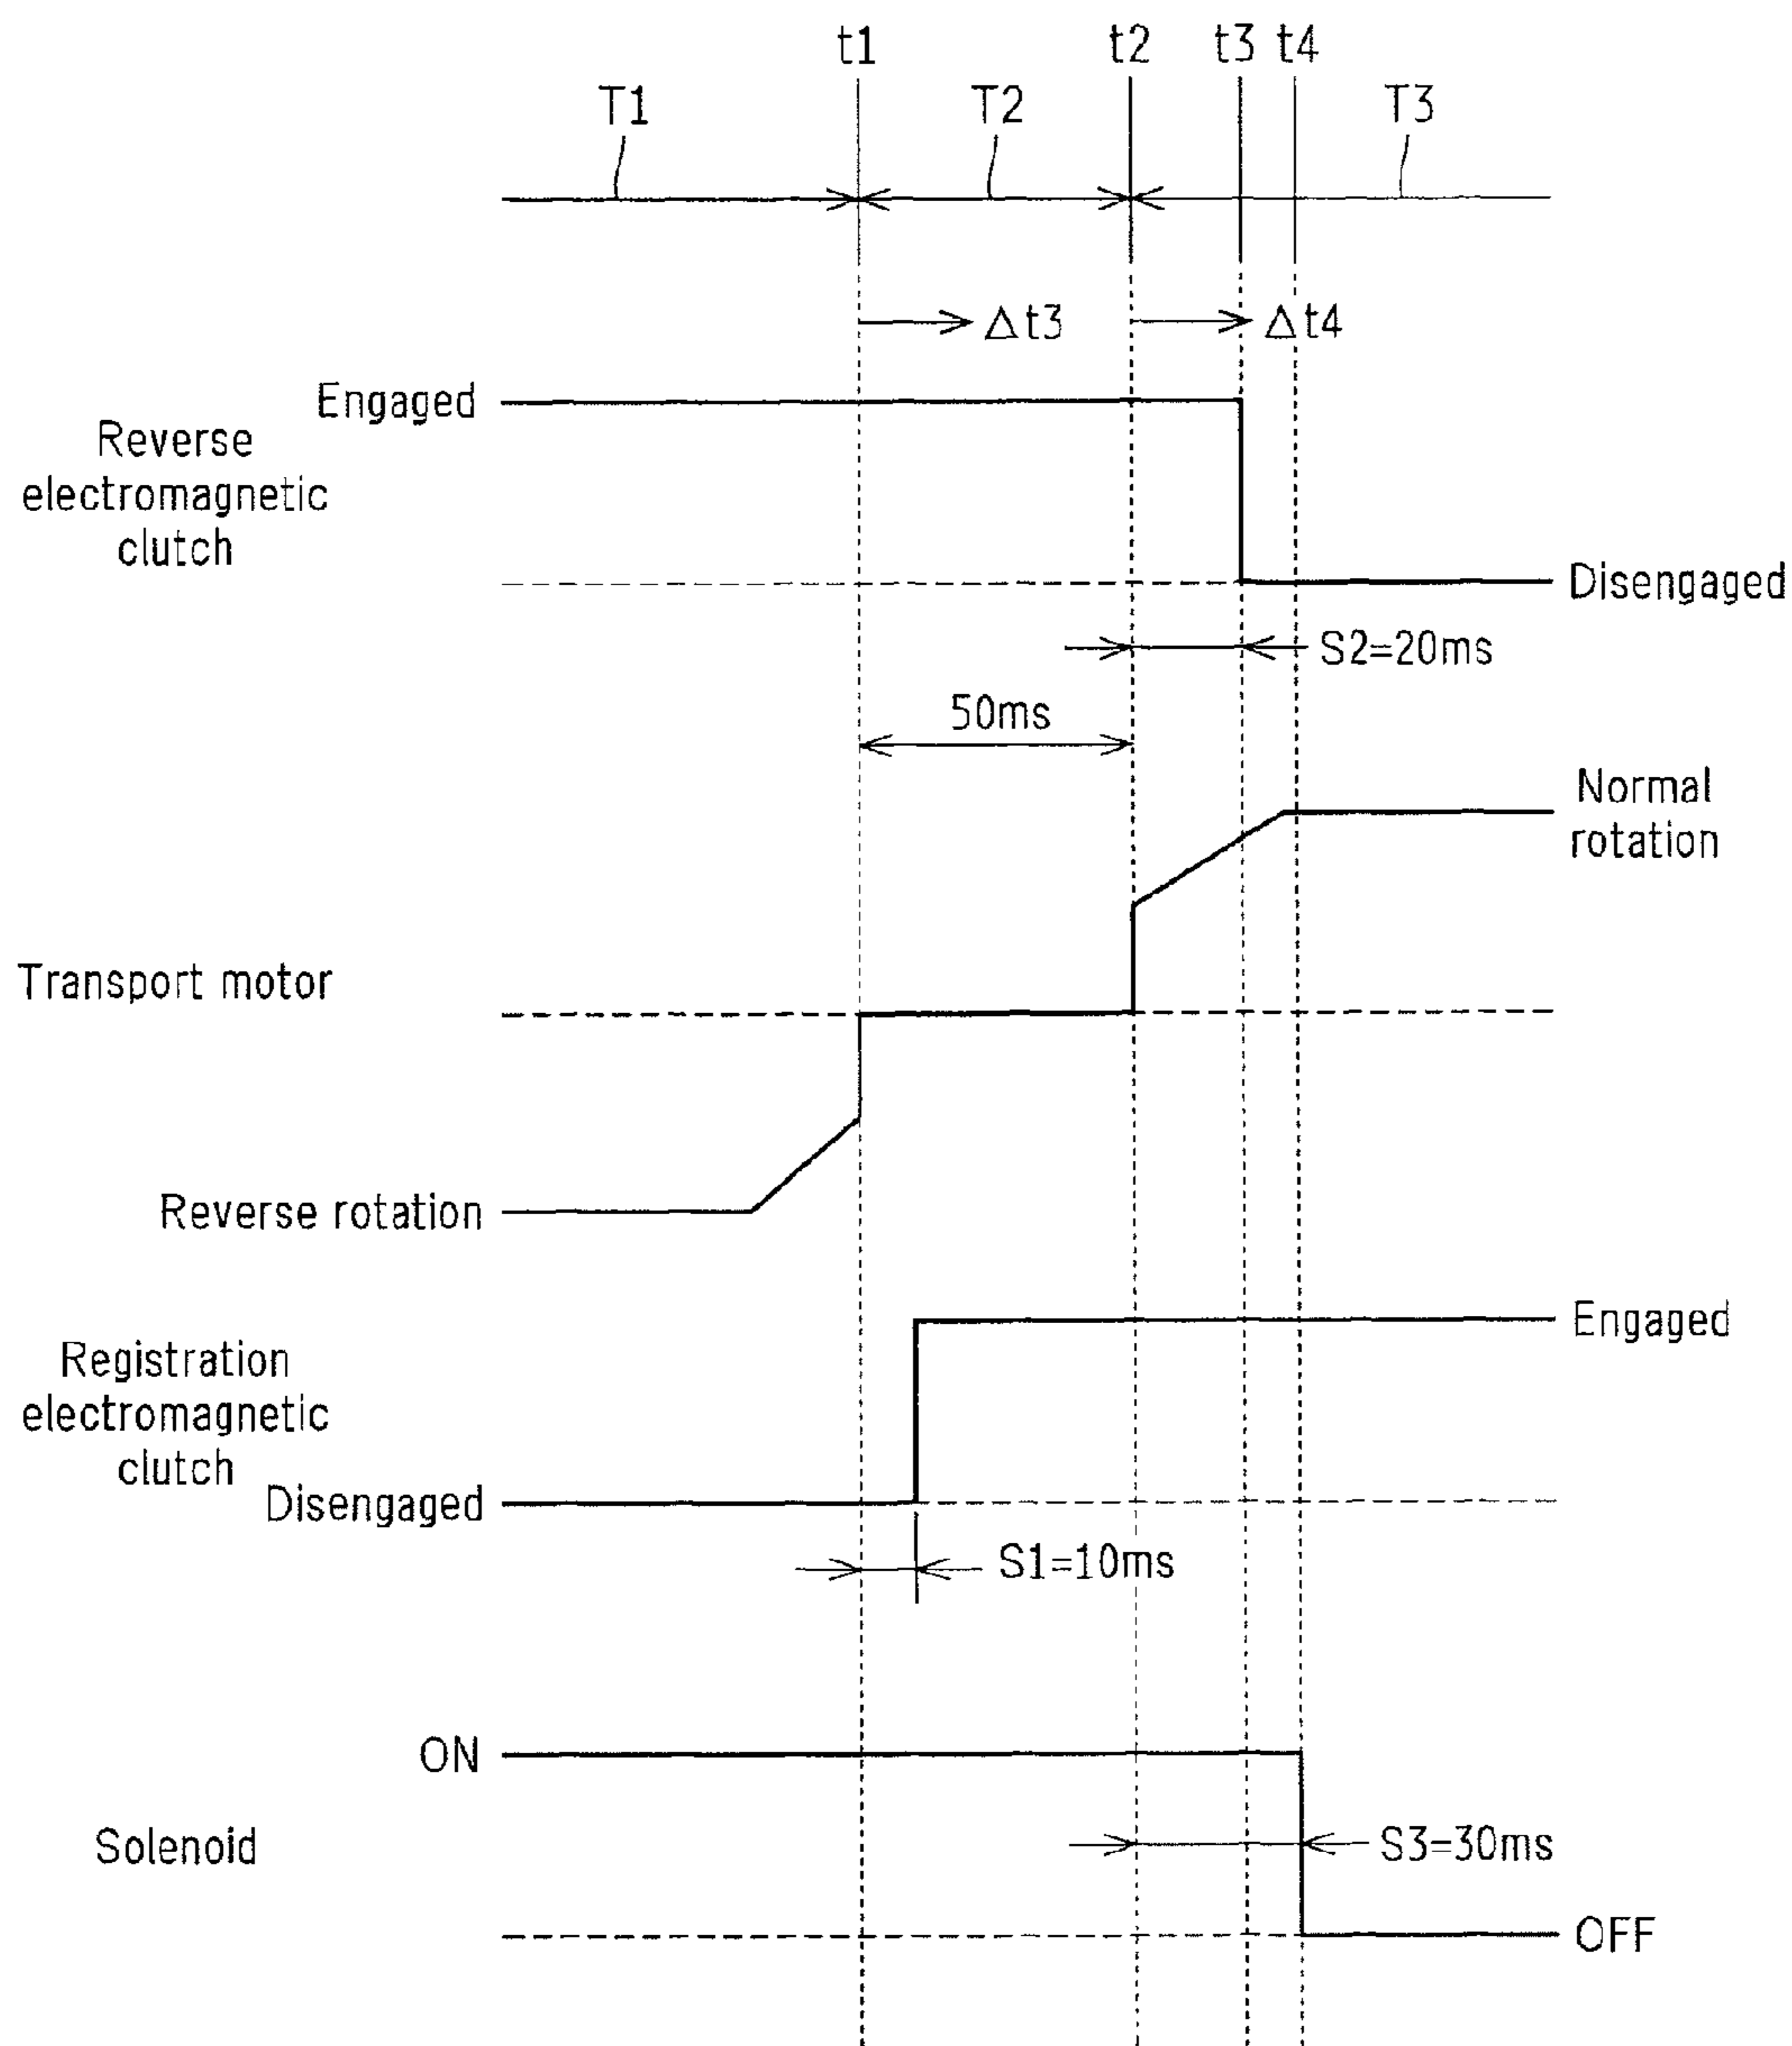 t1
t2
t3
t4
T1
T2
T3
Δt3
Δt4
Engaged
Reverse
electromagnetic
clutch
Disengaged
S2=20ms
50ms
Normal
rotation
Transport motor
Reverse rotation
Engaged
Registration
electromagnetic
clutch
Disengaged
S1=10ms
ON
Solenoid
S3=30ms
OFF